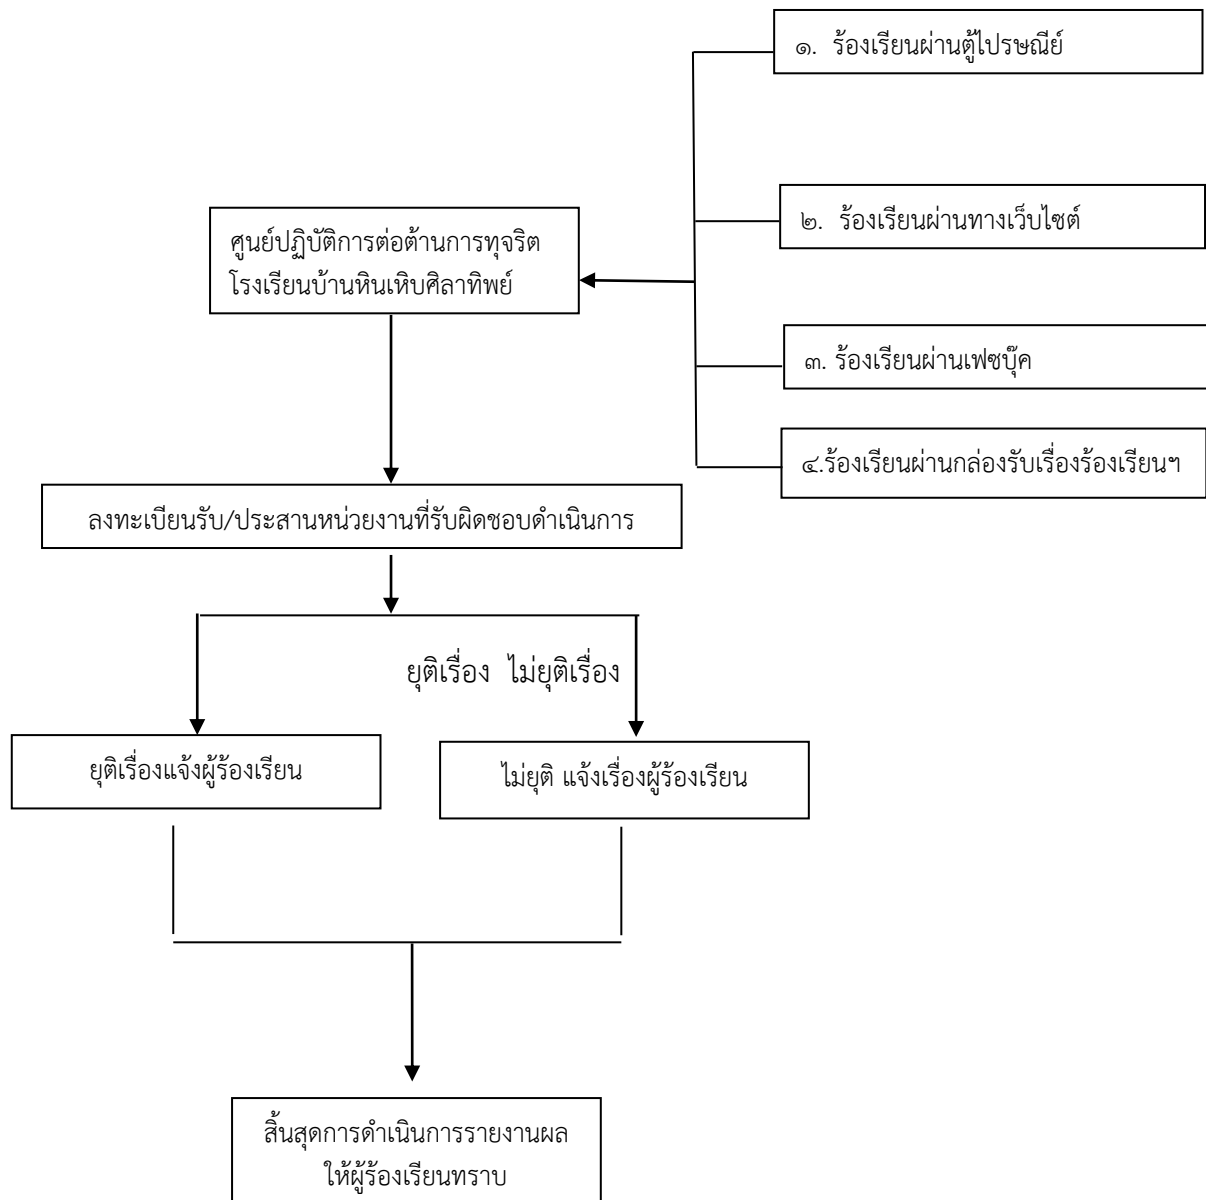 ๑. ร้องเรียนผ่านตู้ไปรษณีย์
๒. ร้องเรียนผ่านทางเว็บไซต์
ศูนย์ปฏิบัติการต่อต้านการทุจริต
โรงเรียนบ้านหินเหิบศิลาทิพย์
๓. ร้องเรียนผ่านเฟซบุ๊ค
๔.ร้องเรียนผ่านกล่องรับเรื่องร้องเรียนฯ
ลงทะเบียนรับ/ประสานหน่วยงานที่รับผิดชอบดำเนินการ
ยุติเรื่อง ไม่ยุติเรื่อง
ยุติเรื่องแจ้งผู้ร้องเรียน
ไม่ยุติ แจ้งเรื่องผู้ร้องเรียน
สิ้นสุดการดำเนินการรายงานผล
ให้ผู้ร้องเรียนทราบ